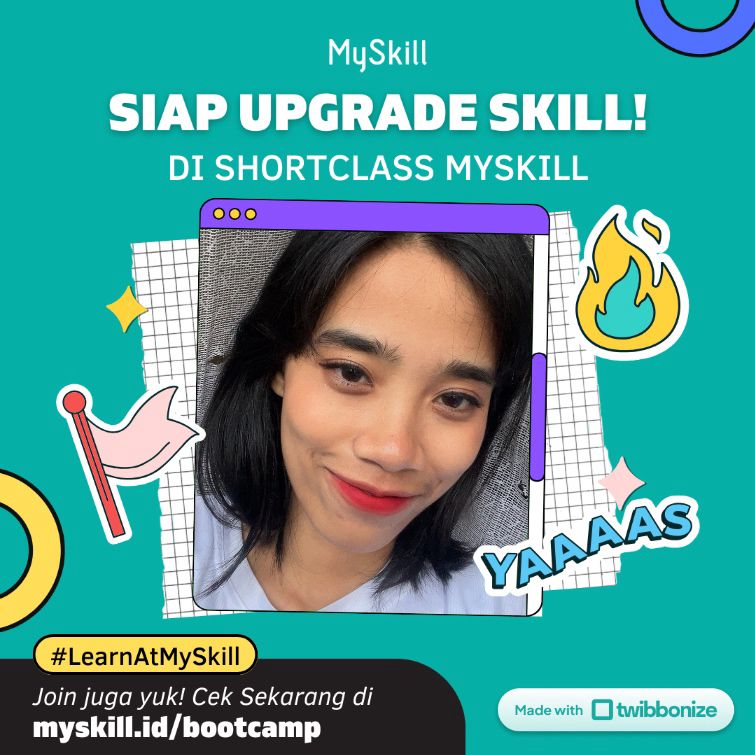 MySkill
SIAP UPGRADE SKILL!
DI SHORTCLASS MYSKILL
YAAAAS
#LearnAtMySkill
Join juga yuk! Cek Sekarang di
myskill.id/bootcamp
Made with twibbonize